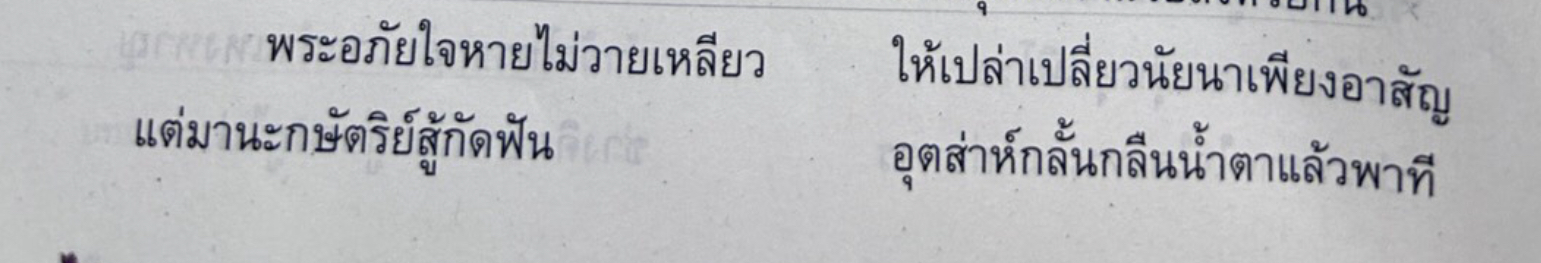 พระอภัยใจหายไม่วายเหลียว ให้เปล่าเปลี่ยวนัยนาเพียงอาสัญ
แต่มานะกษัตริย์สู้กัดฟัน อุตส่าห์กลั้นกลืนน้ำตาแล้วพาที